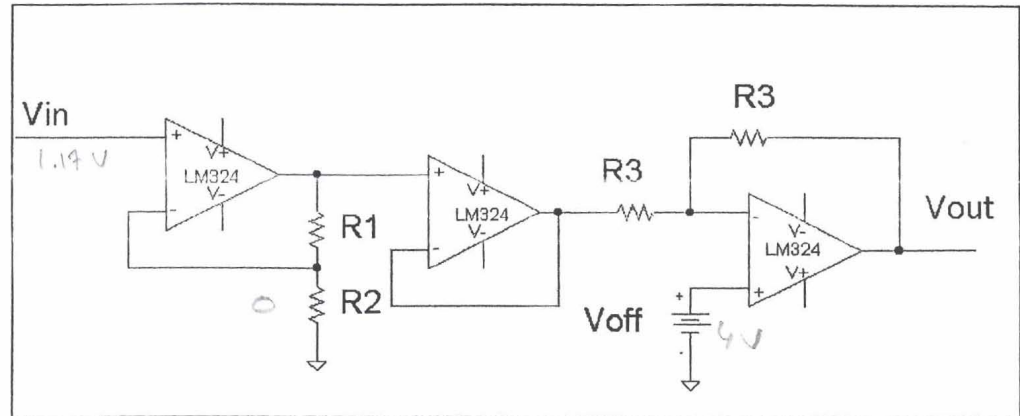 Vin
1.17 V
+
V+
LM324
V-
-
R1
0
R2
+
V+
LM324
V-
-
R3
R3
-
V-
LM324
V+
+
Vout
Voff
+
4V
-